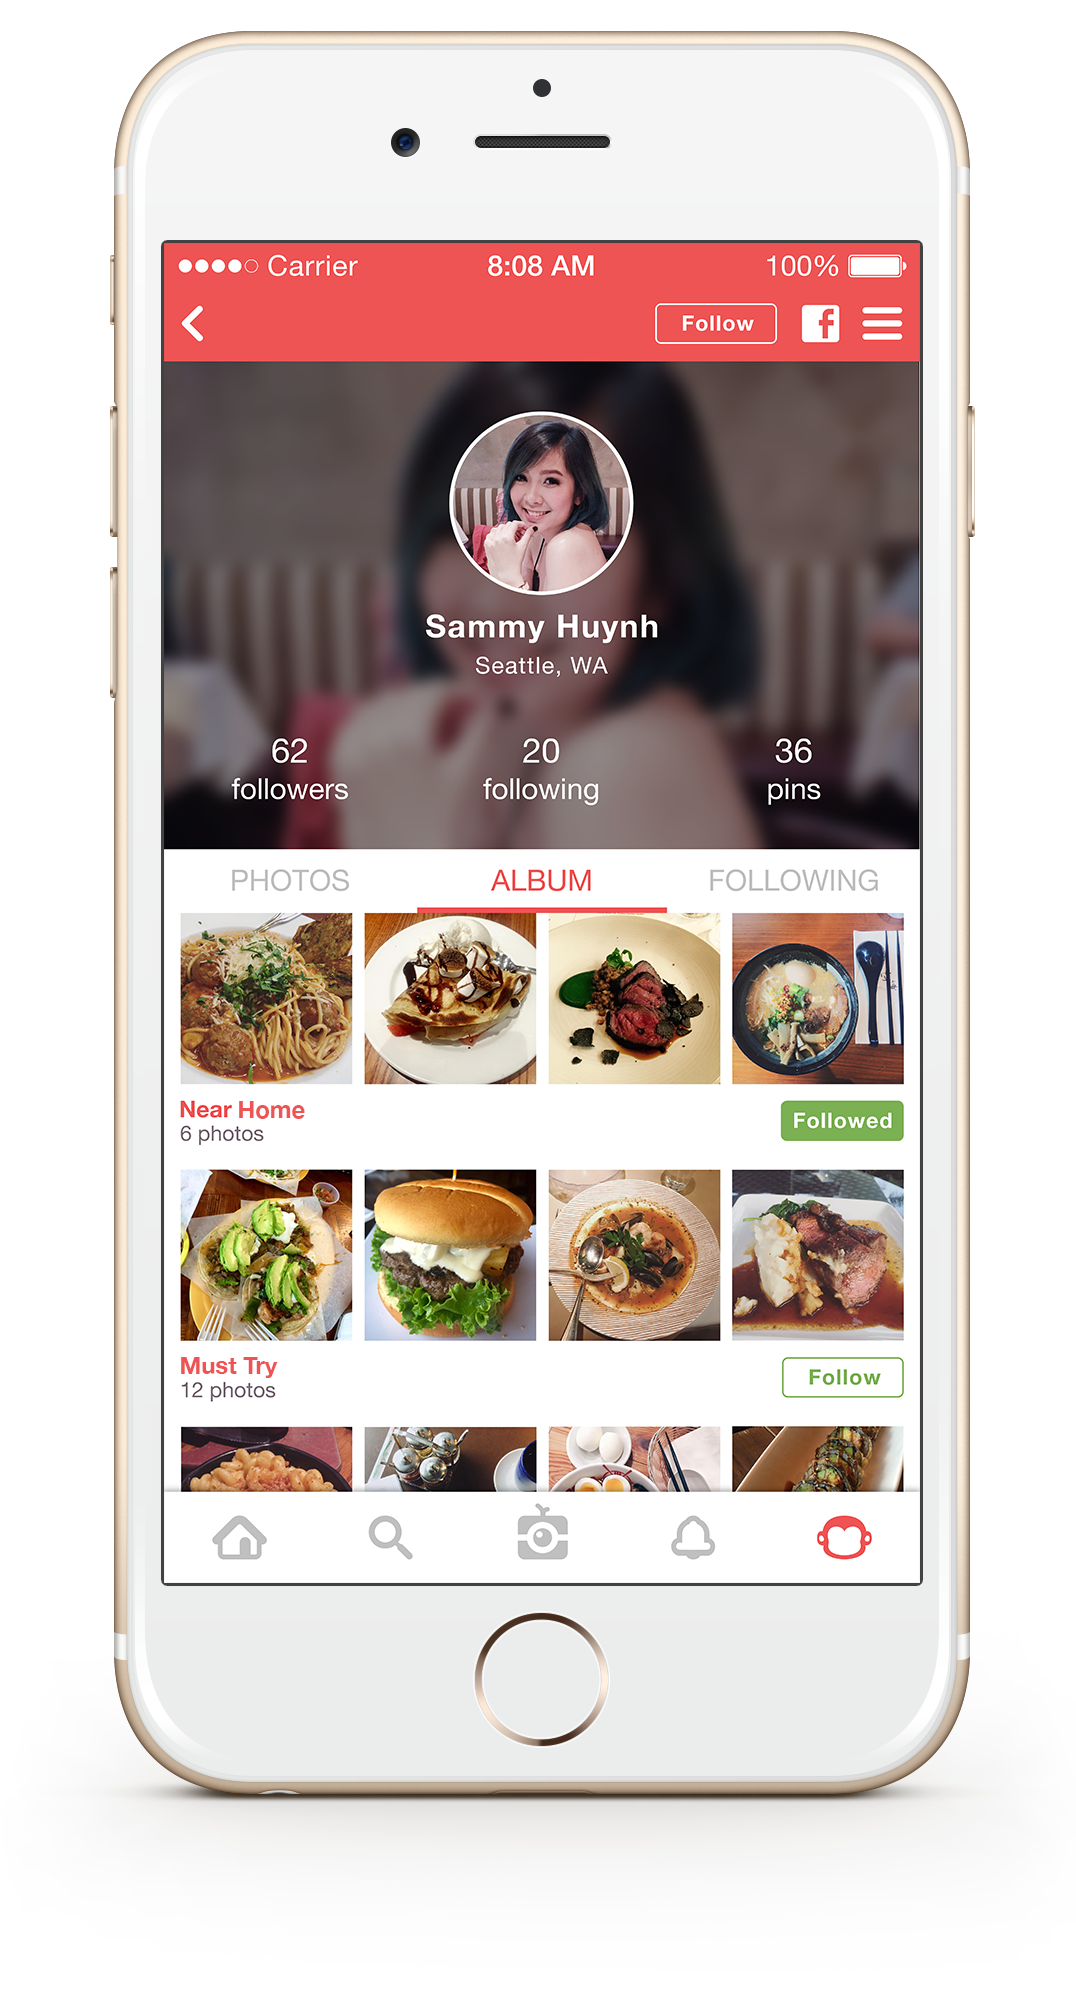 Carrier 8:08 AM 100%
Follow
Sammy Huynh
Seattle, WA
62 20 36
followers following pins
PHOTOS ALBUM FOLLOWING
Near Home
6 photos
Followed
Must Try
12 photos
Follow